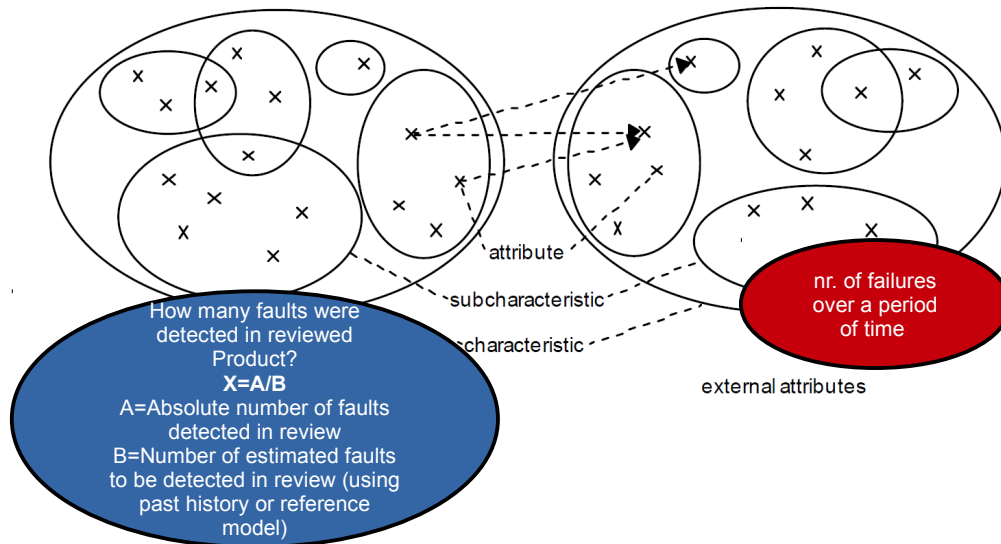 attribute
subcharacteristic
characteristic
external attributes
How many faults were
detected in reviewed
Product?
X=A/B
A=Absolute number of faults
detected in review
B=Number of estimated faults
to be detected in review (using
past history or reference
model)
nr. of failures
over a period
of time